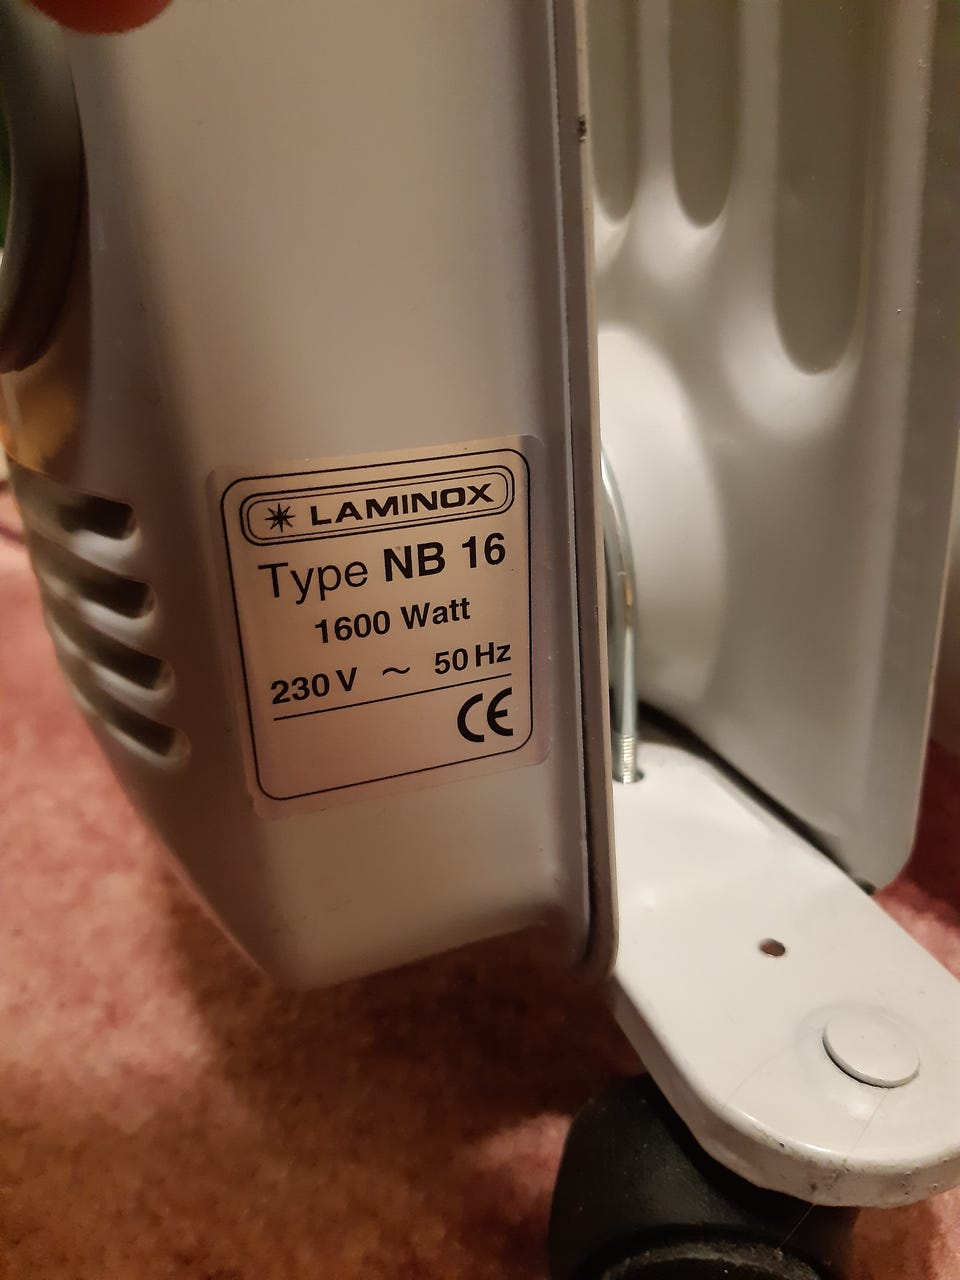 LAMINOX
Type NB 16
1600 Watt
230 V ~ 50 Hz
CE